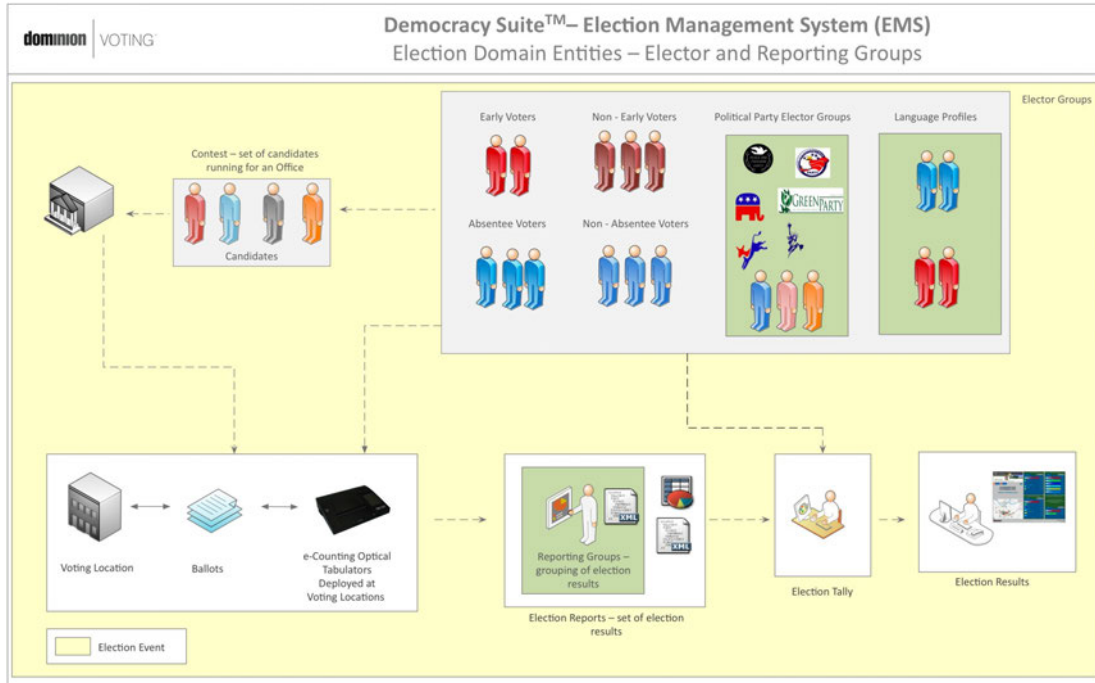 dominion VOTING
Democracy Suite™– Election Management System (EMS)
Election Domain Entities – Elector and Reporting Groups
Elector Groups
Early Voters
Non - Early Voters
Political Party Elector Groups
Language Profiles
Contest – set of candidates
running for an Office
GREENPARTY
Absentee Voters
Non - Absentee Voters
Candidates
XML
XML
Voting Location
Ballots
e-Counting Optical
Tabulators
Deployed at
Voting Locations
Reporting Groups –
grouping of election
results
Election Reports – set of election
results
Election Tally
Election Results
Election Event